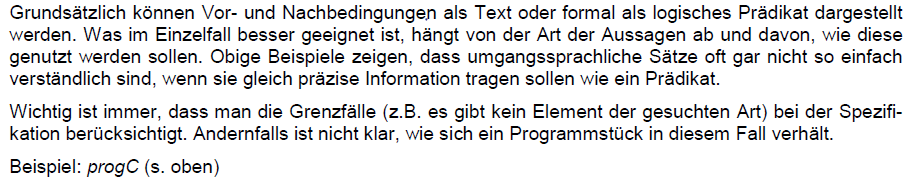 Grundsätzlich können Vor- und Nachbedingungen als Text oder formal als logisches Prädikat dargestellt
werden. Was im Einzelfall besser geeignet ist, hängt von der Art der Aussagen ab und davon, wie diese
genutzt werden sollen. Obige Beispiele zeigen, dass umgangssprachliche Sätze oft gar nicht so einfach
verständlich sind, wenn sie gleich präzise Information tragen sollen wie ein Prädikat.
Wichtig ist immer, dass man die Grenzfälle (z.B. es gibt kein Element der gesuchten Art) bei der Spezifi-
kation berücksichtigt. Andernfalls ist nicht klar, wie sich ein Programmstück in diesem Fall verhält.
Beispiel: progC (s. oben)